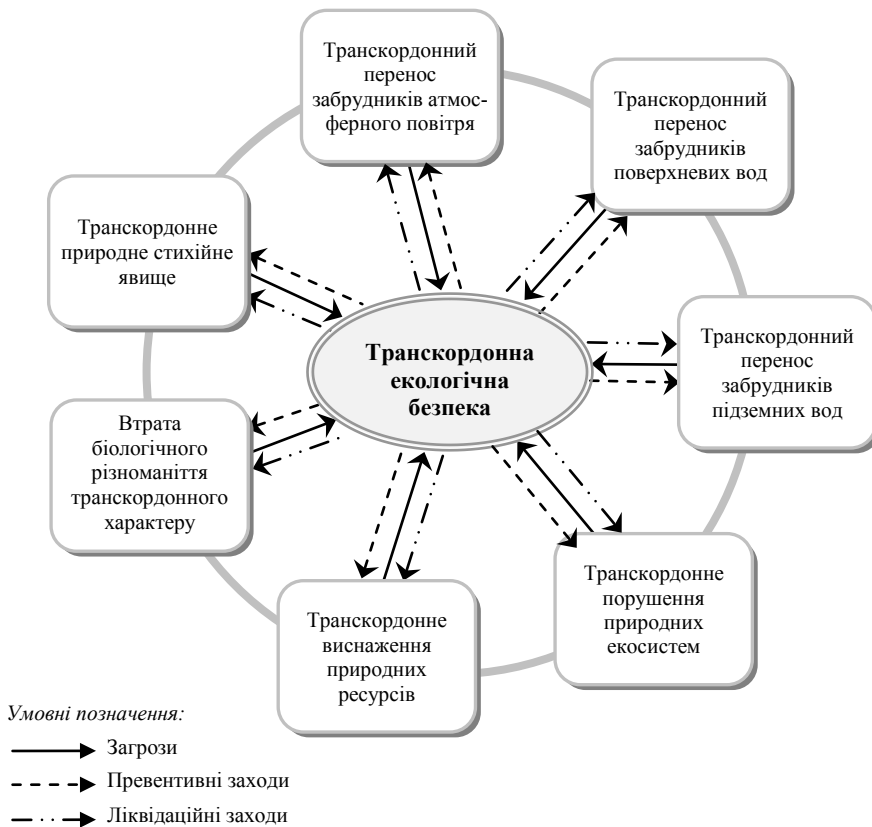 Транскордонний
перенос
забрудників атмос-
ферного повітря
Транскордонний
перенос
забрудників
поверхневих вод
Транскордонне
природне стихійне
явище
Транскордонний
перенос
забрудників
підземних вод
Транскордонна
екологічна
безпека
Втрата
біологічного
різноманіття
транскордонного
характеру
Транскордонне
порушення
природних
екосистем
Транскордонне
виснаження
природних
ресурсів
Умовні позначення:
Загрози
Превентивні заходи
Ліквідаційні заходи